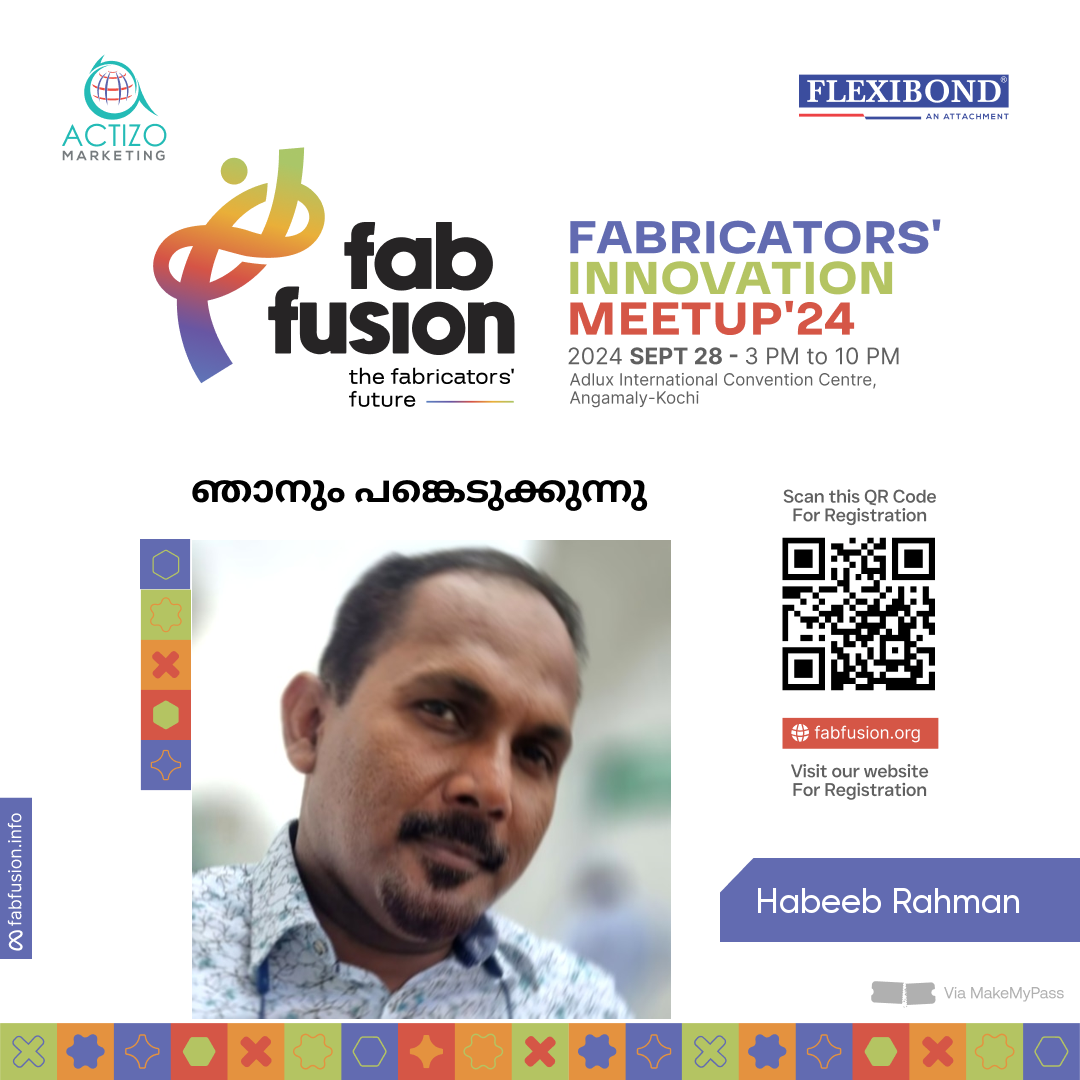 ACTIZO
MARKETING
FLEXIBOND®
AN ATTACHMENT
fab
fusion
the fabricators'
future
FABRICATORS'
INNOVATION
MEETUP'24
2024 SEPT 28 - 3 PM to 10 PM
Adlux International Convention Centre,
Angamaly-Kochi
ഞാനും പങ്കെടുക്കുന്നു
Scan this QR Code
For Registration
fabfusion.org
Visit our website
For Registration
fabfusion.info
Habeeb Rahman
Via MakeMyPass